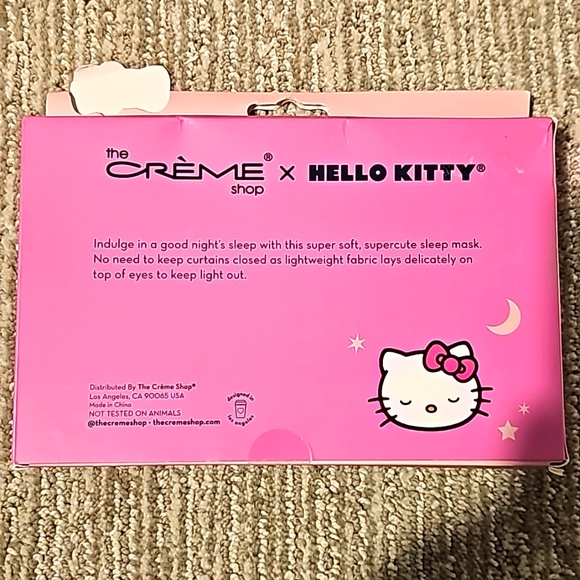 the
CRÈME®
shop
x HELLO KITTY®
Indulge in a good night's sleep with this super soft, supercute sleep mask.
No need to keep curtains closed as lightweight fabric lays delicately on
top of eyes to keep light out.
Distributed By The Crème Shop®
Los Angeles, CA 90065 USA
Made in China
NOT TESTED ON ANIMALS
@thecremeshop • thecremeshop.com
designed in
los angeles